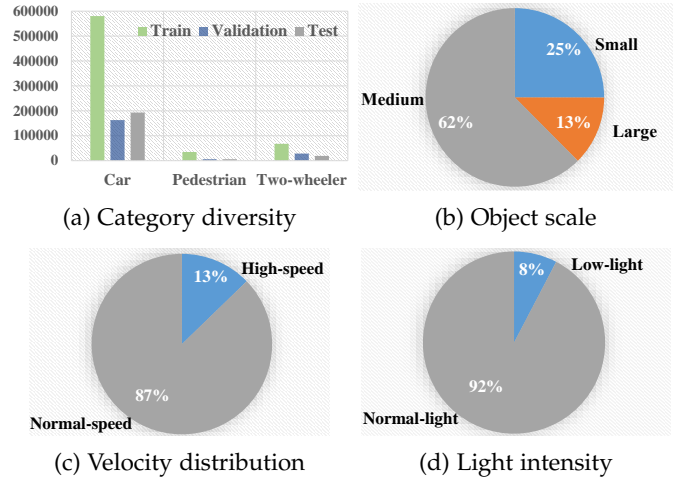 600000
500000
400000
300000
200000
100000
0
Train Validation Test
Car Pedestrian Two-wheeler
(a) Category diversity
Small
25%
Medium
62%
13%
Large
(b) Object scale
High-speed
13%
87%
Normal-speed
(c) Velocity distribution
Low-light
8%
92%
Normal-light
(d) Light intensity